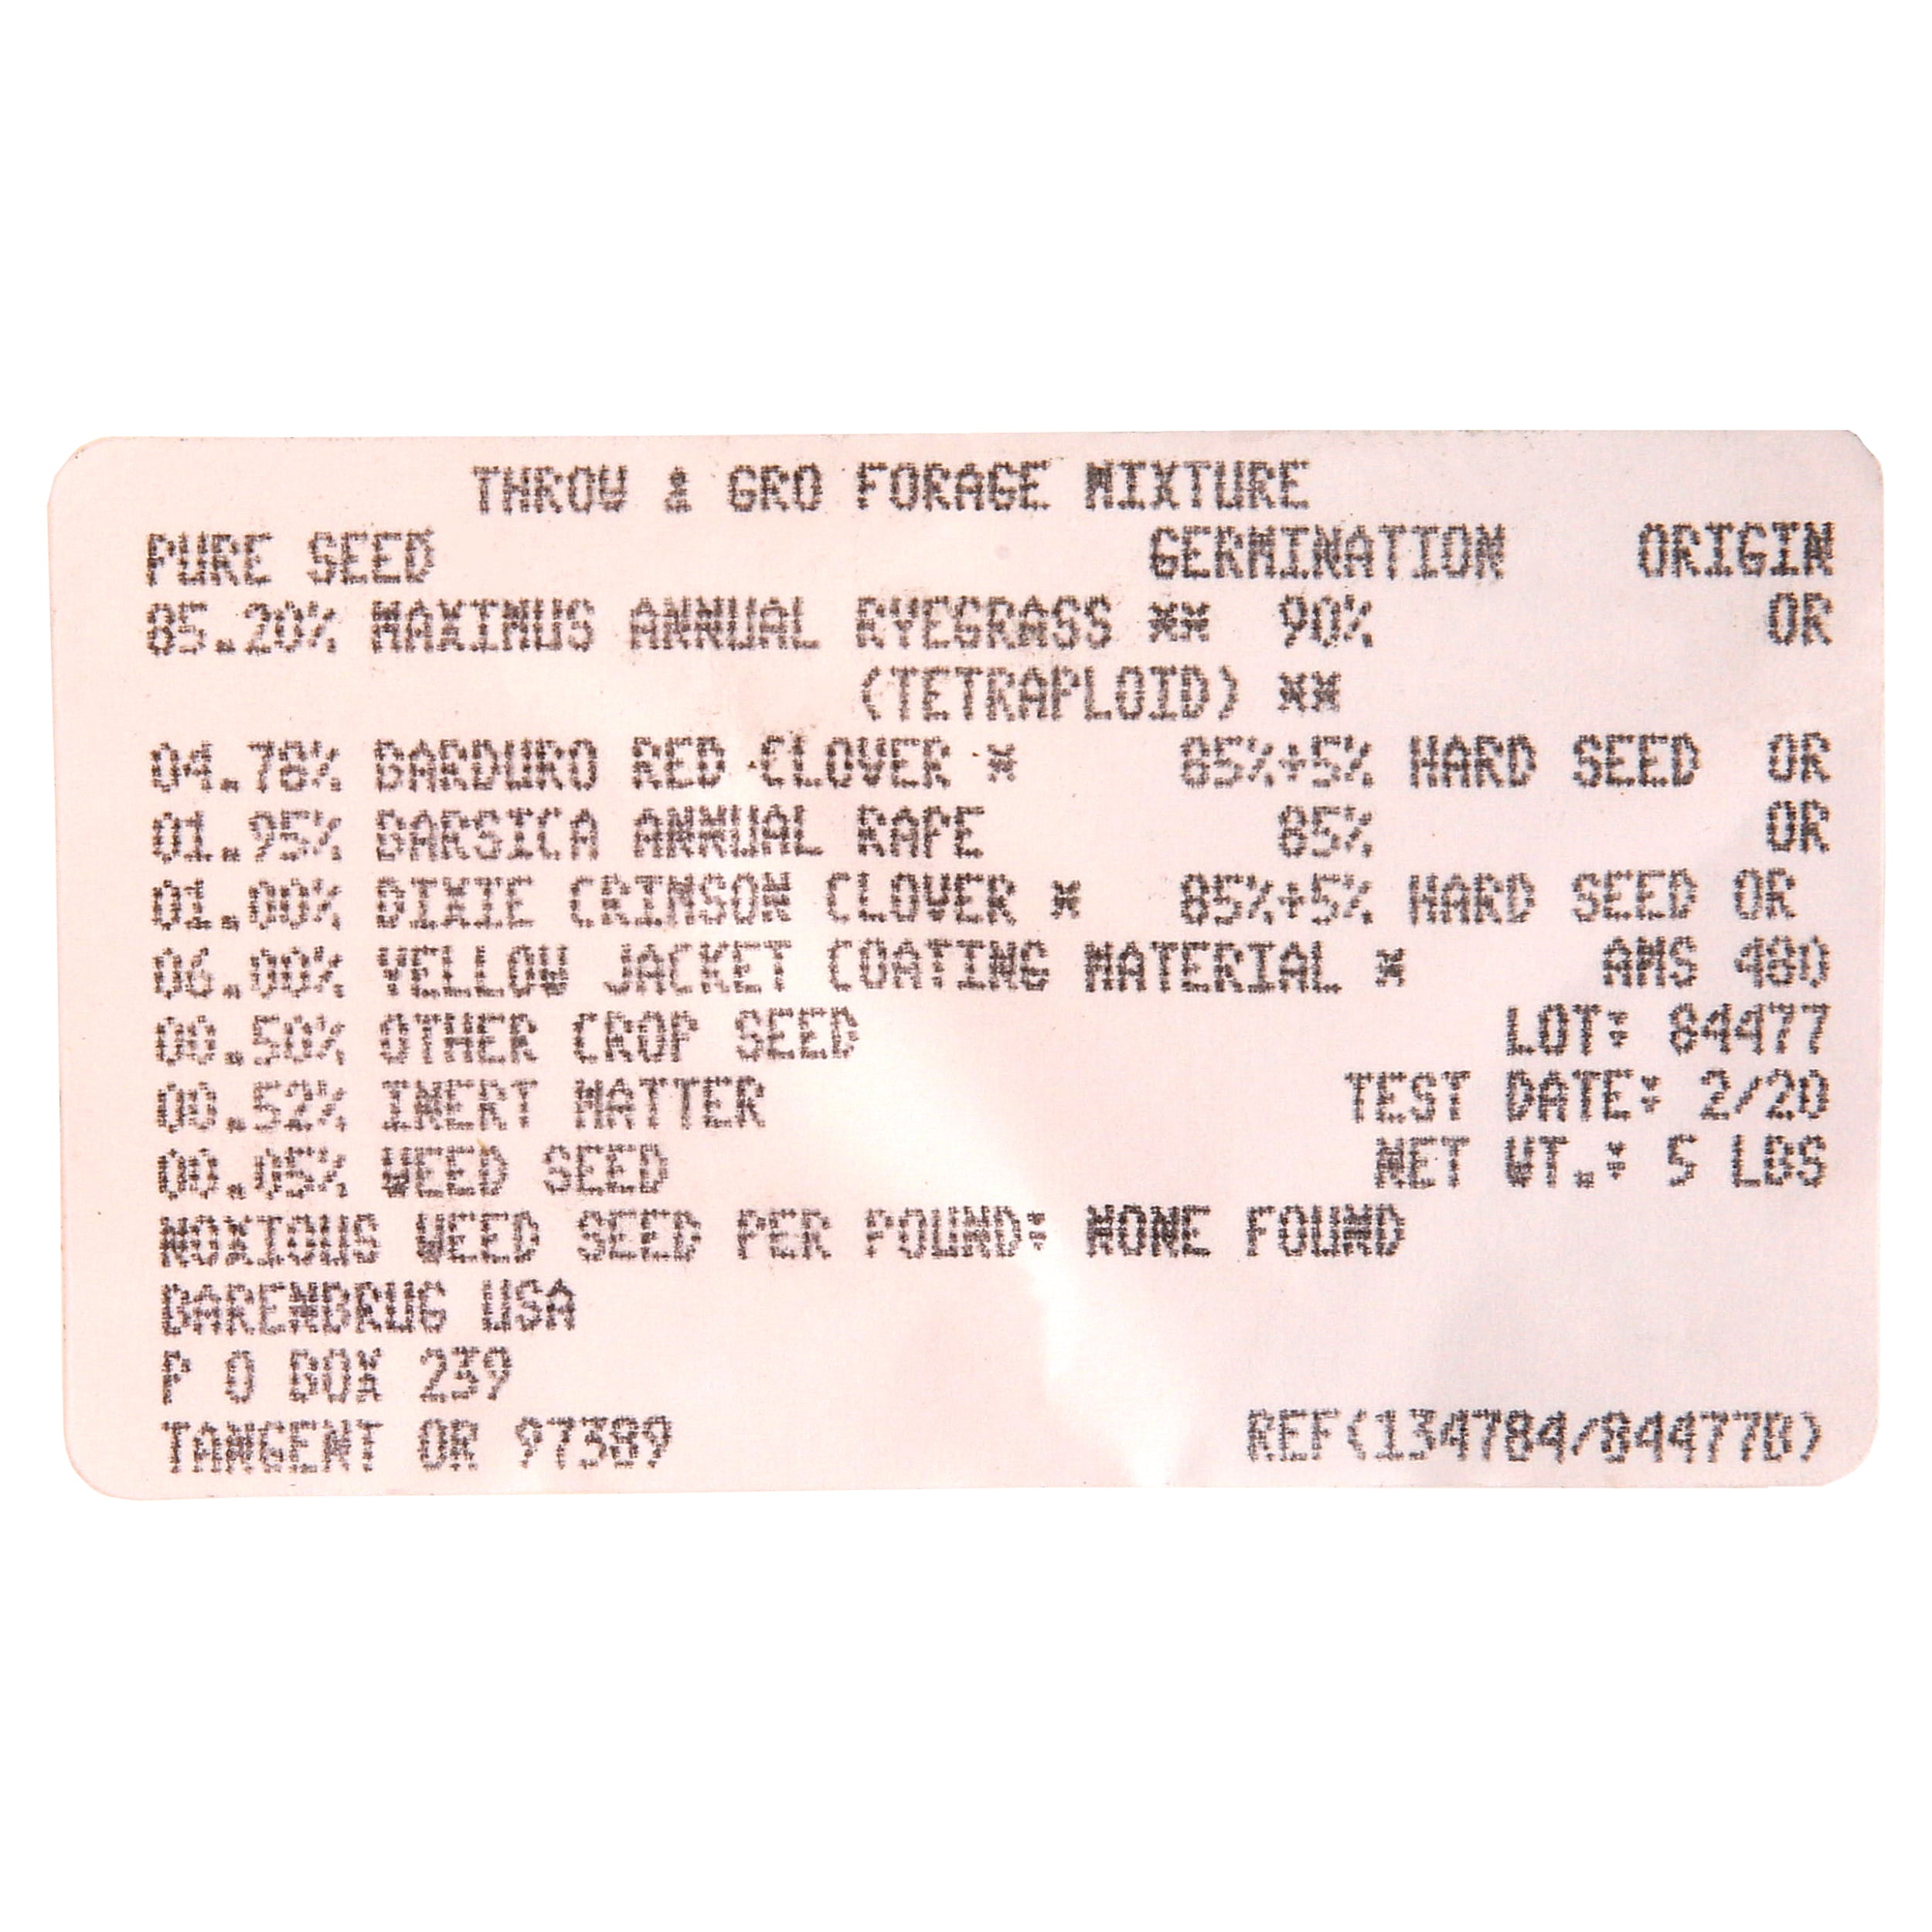 THROW & GRO FORAGE MIXTURE
PURE SEED GERMINATION ORIGIN
85.20% MAXIMUS ANNUAL RYEGRASS ** 90% OR
(TETRAPLOID) **
04.78% BARDURO RED CLOVER * 85%+5% HARD SEED OR
01.95% BARSICA ANNUAL RAPE 85% OR
01.00% DIXIE CRIMSON CLOVER * 85%+5% HARD SEED OR
06.00% YELLOW JACKET COATING MATERIAL * AMS 480
00.50% OTHER CROP SEED LOT: 84477
00.52% INERT MATTER TEST DATE: 2/20
00.05% WEED SEED NET WT.: 5 LBS
NOXIOUS WEED SEED PER POUND: NONE FOUND
BARENBRUG USA
P O BOX 239
TANGENT OR 97389 REF(134784/84477B)